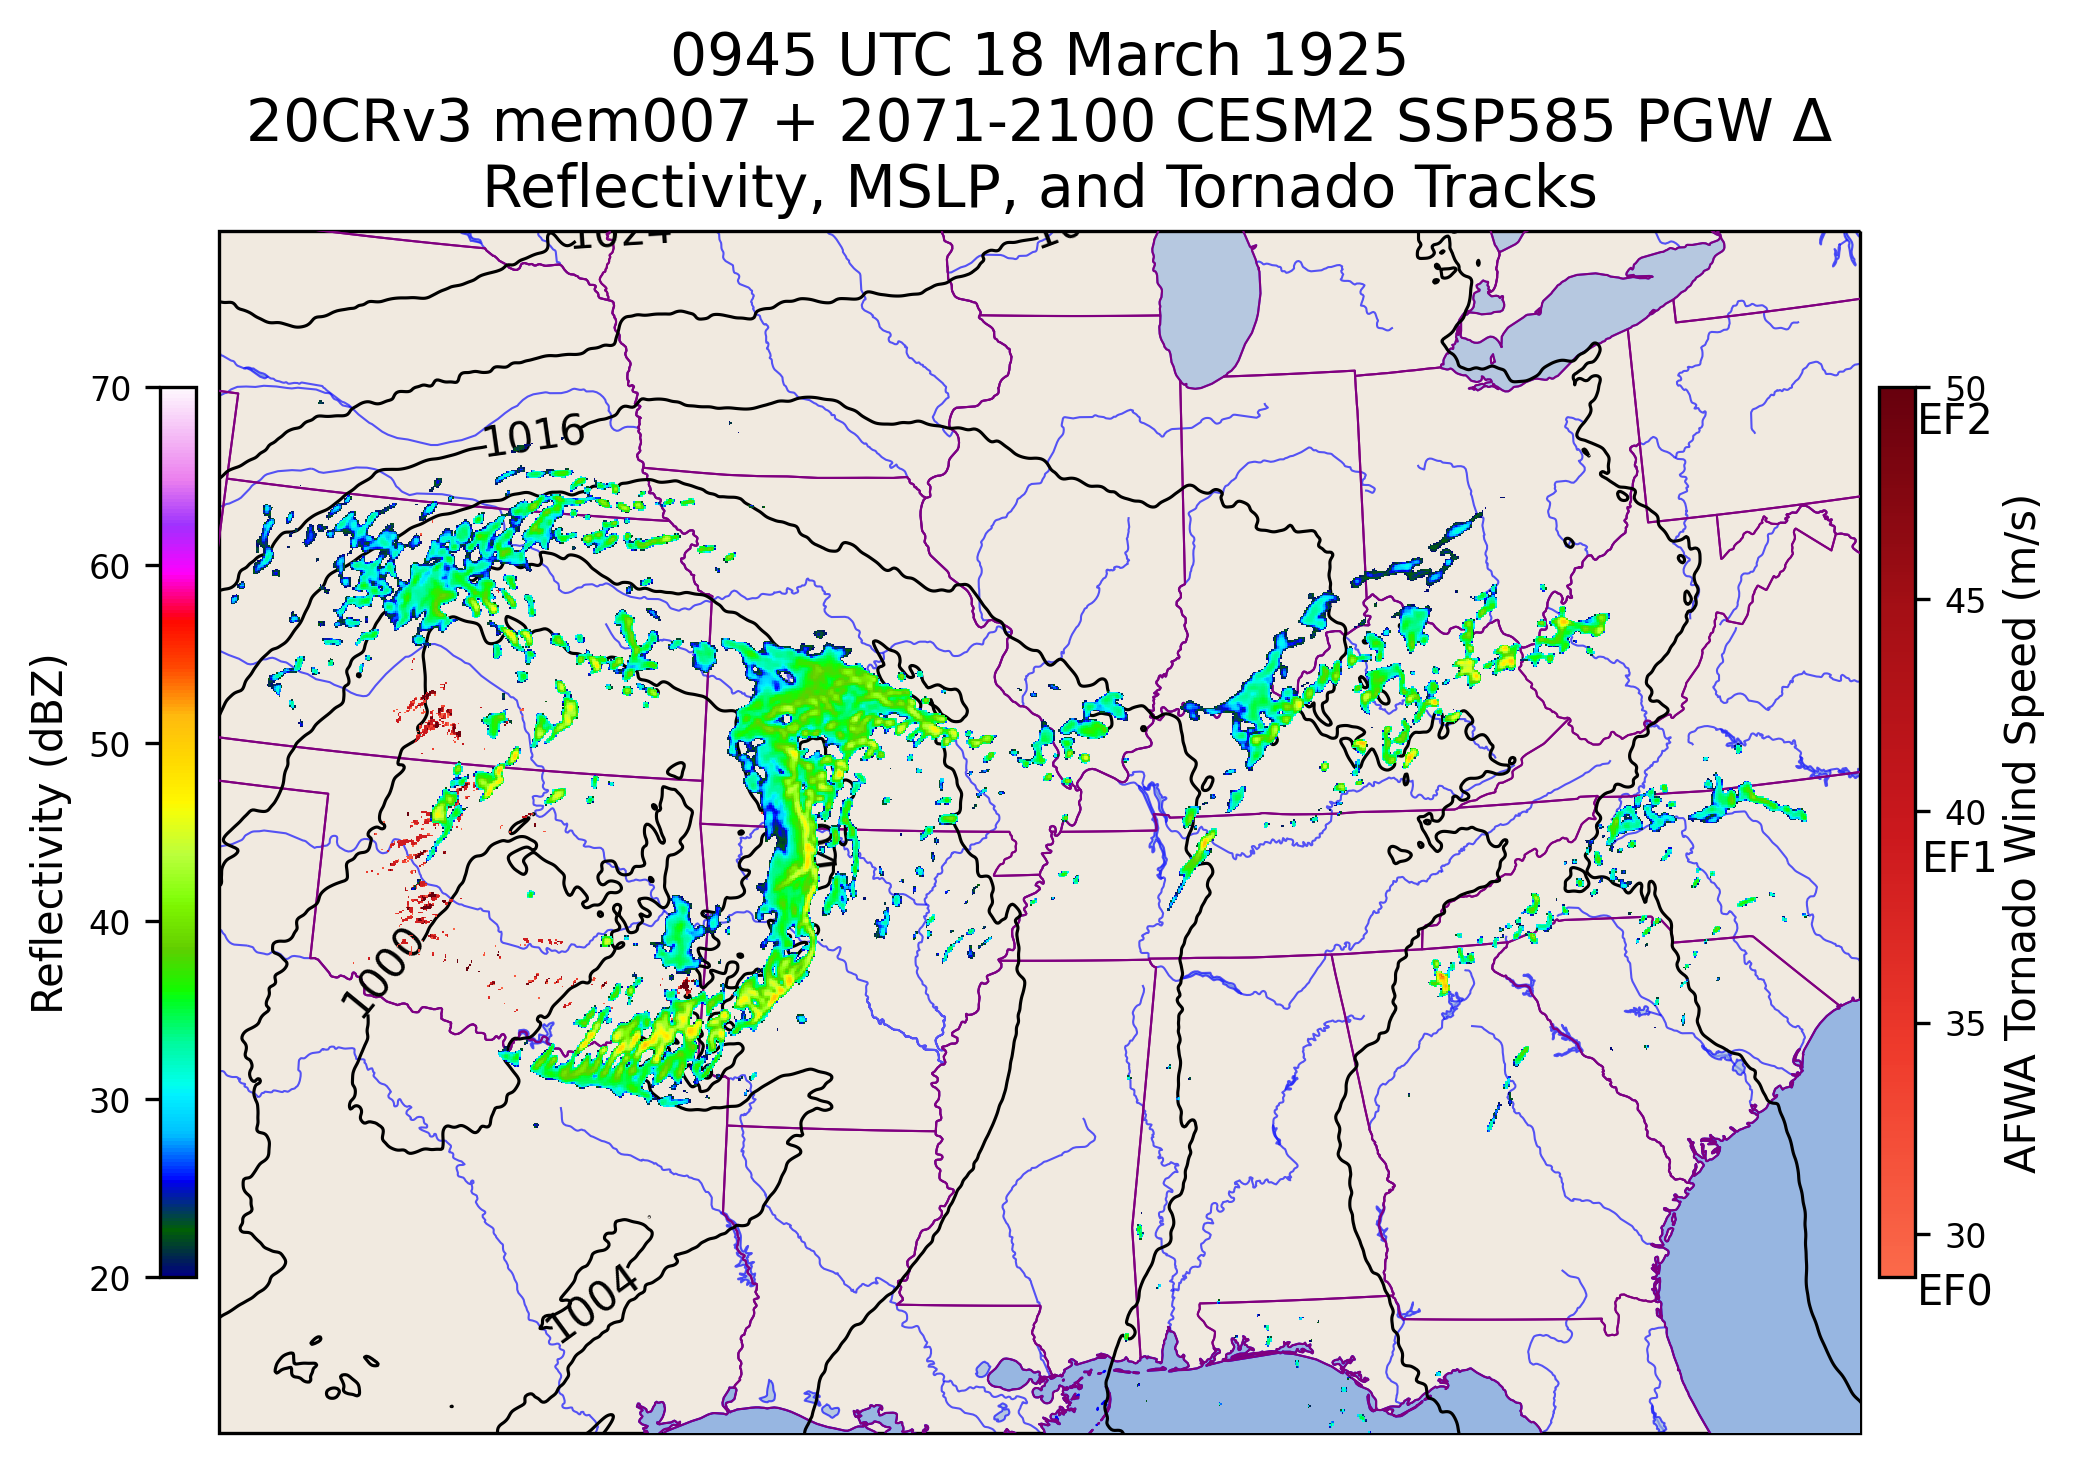 0945 UTC 18 March 1925
20CRv3 mem007 + 2071-2100 CESM2 SSP585 PGW Δ
Reflectivity, MSLP, and Tornado Tracks
1024
1016
1000
1004
70
60
50
40
30
20
Reflectivity (dBZ)
50
EF2
45
40
EF1
35
30
EF0
AFWA Tornado Wind Speed (m/s)